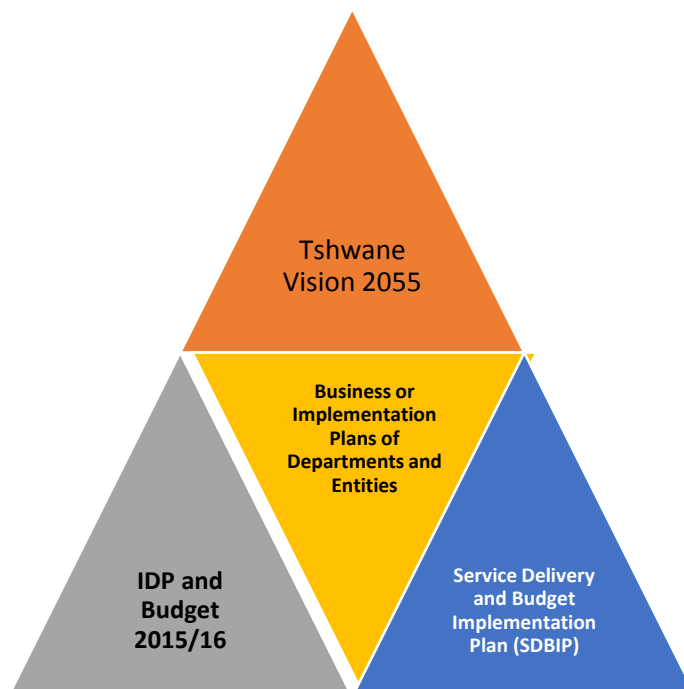 Tshwane
Vision 2055
Business or
Implementation
Plans of
Departments and
Entities
IDP and
Budget
2015/16
Service Delivery
and Budget
Implementation
Plan (SDBIP)